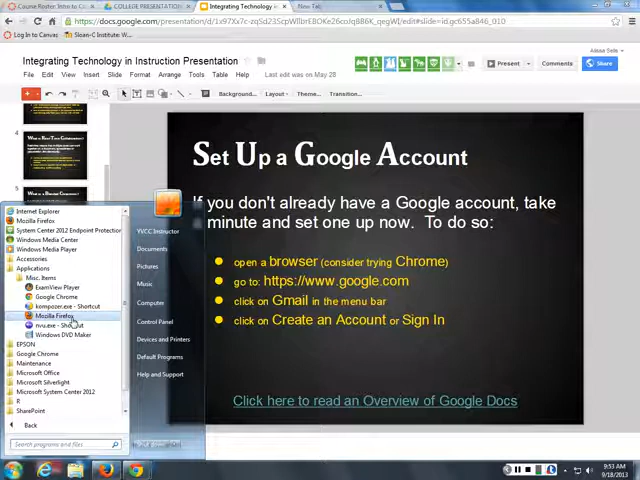 Course Roster: Intro to C
COLLEGE PRESENTATION
Integrating Technology in
New Tab
https://docs.google.com/presentation/d/
edit#slide=id.gc655a846_010
Log In to Canvas
Sloan-C Institute: W...
Integrating Technology in Instruction Presentation
File Edit View Insert Slide Format Arrange Tools Table Help Last edit was on May 28
Present
Comments
Share
Background... Layout Theme... Transition...
4
5
Set Up a Google Account
If you don't already have a Google account, take
minute and set one up now. To do so:
open a browser (consider trying Chrome)
go to: https://www.google.com
click on Gmail in the menu bar
click on Create an Account or Sign In
Click here to read an Overview of Google Docs
Internet Explorer
Mozilla Firefox
System Center 2012 Endpoint Protection
Windows Media Center
Windows Media Player
Accessories
Applications
Misc. Items
ExamView Player
Google Chrome
kompozer.exe - Shortcut
Mozilla Firefox
nvu.exe - Shortcut
Windows DVD Maker
EPSON
Google Chrome
Maintenance
Microsoft Office
Microsoft Silverlight
Microsoft System Center 2012
R
SharePoint
Back
Search programs and files
YVCC Instructor
Documents
Pictures
Music
Computer
Control Panel
Devices and Printers
Default Programs
Help and Support
9:53 AM
9/18/2013